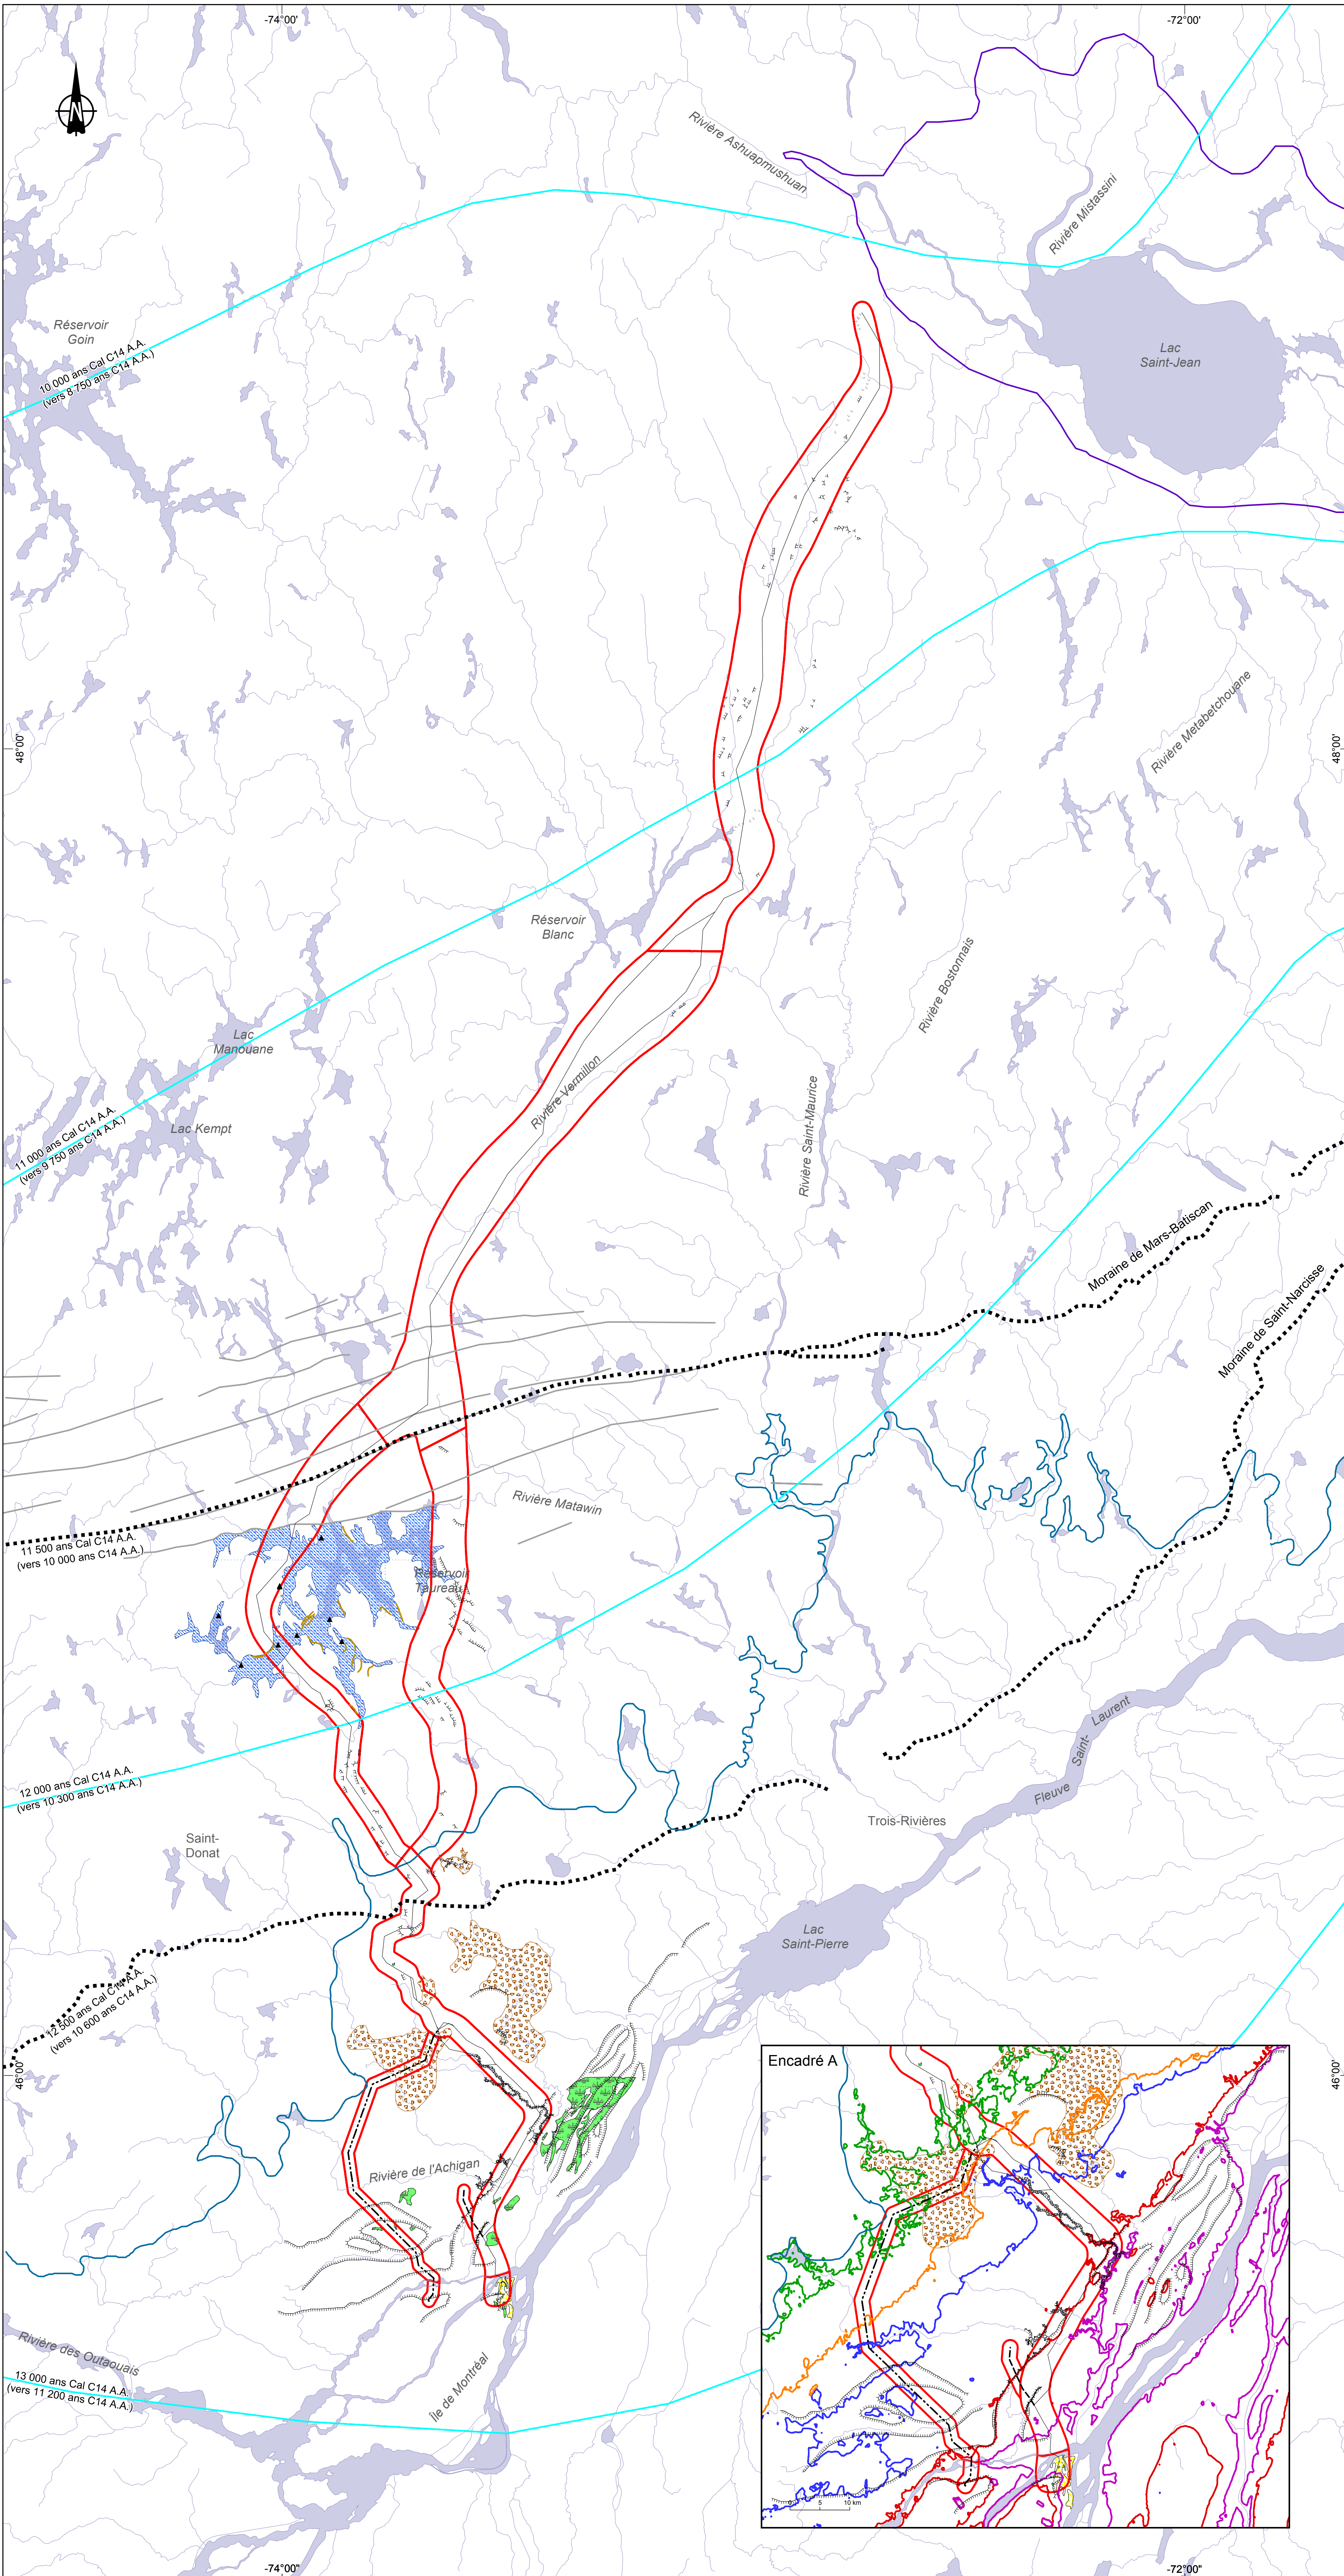 -74°00'
-72°00'
N
Rivière Ashuapmushuan
Rivière Mistassini
Réservoir
Goin
Lac
Saint-Jean
10 000 ans Cal C14 A.A.
(vers 8 750 ans C14 A.A.)
Rivière Metabetchouane
48°00'
48°00'
Réservoir
Blanc
Rivière Bostonnais
Lac
Manouane
Rivière Vermillon
Rivière Saint-Maurice
Lac Kempt
11 000 ans Cal C14 A.A.
(vers 9 750 ans C14 A.A.)
Moraine de Mars-Batiscan
Moraine de Saint-Narcisse
Rivière Matawin
11 500 ans Cal C14 A.A.
(vers 10 000 ans C14 A.A.)
Réservoir
Taureau
Fleuve Saint- Laurent
12 000 ans Cal C14 A.A.
(vers 10 300 ans C14 A.A.)
Trois-Rivières
Saint-
Donat
Lac
Saint-Pierre
12 500 ans Cal C14 A.A.
(vers 10 600 ans C14 A.A.)
46°00'
46°00'
Encadré A
Rivière de l'Achigan
Rivière des Outaouais
13 000 ans Cal C14 A.A.
(vers 11 200 ans C14 A.A.)
Île de Montréal
0 5 10 km
-74°00'
-72°00'